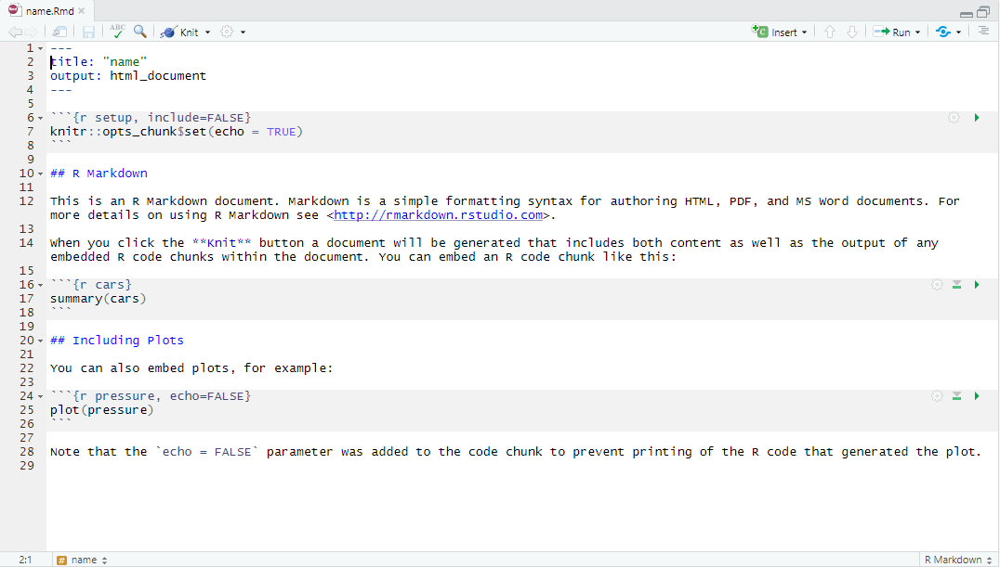 name.Rmd
ABC Knit Insert Run
1 ---
2 title: "name"
3 output: html_document
4 ---
5
6 ```{r setup, include=FALSE}
7 knitr::opts_chunk$set(echo = TRUE)
8 ```
9
10 ## R Markdown
11
12 This is an R Markdown document. Markdown is a simple formatting syntax for authoring HTML, PDF, and MS Word documents. For
more details on using R Markdown see <http://rmarkdown.rstudio.com>.
13
14 When you click the **Knit** button a document will be generated that includes both content as well as the output of any
embedded R code chunks within the document. You can embed an R code chunk like this:
15
16 ```{r cars}
17 summary(cars)
18 ```
19
20 ## Including Plots
21
22 You can also embed plots, for example:
23
24 ```{r pressure, echo=FALSE}
25 plot(pressure)
26 ```
27
28 Note that the `echo = FALSE` parameter was added to the code chunk to prevent printing of the R code that generated the plot.
29
2:1 # name R Markdown